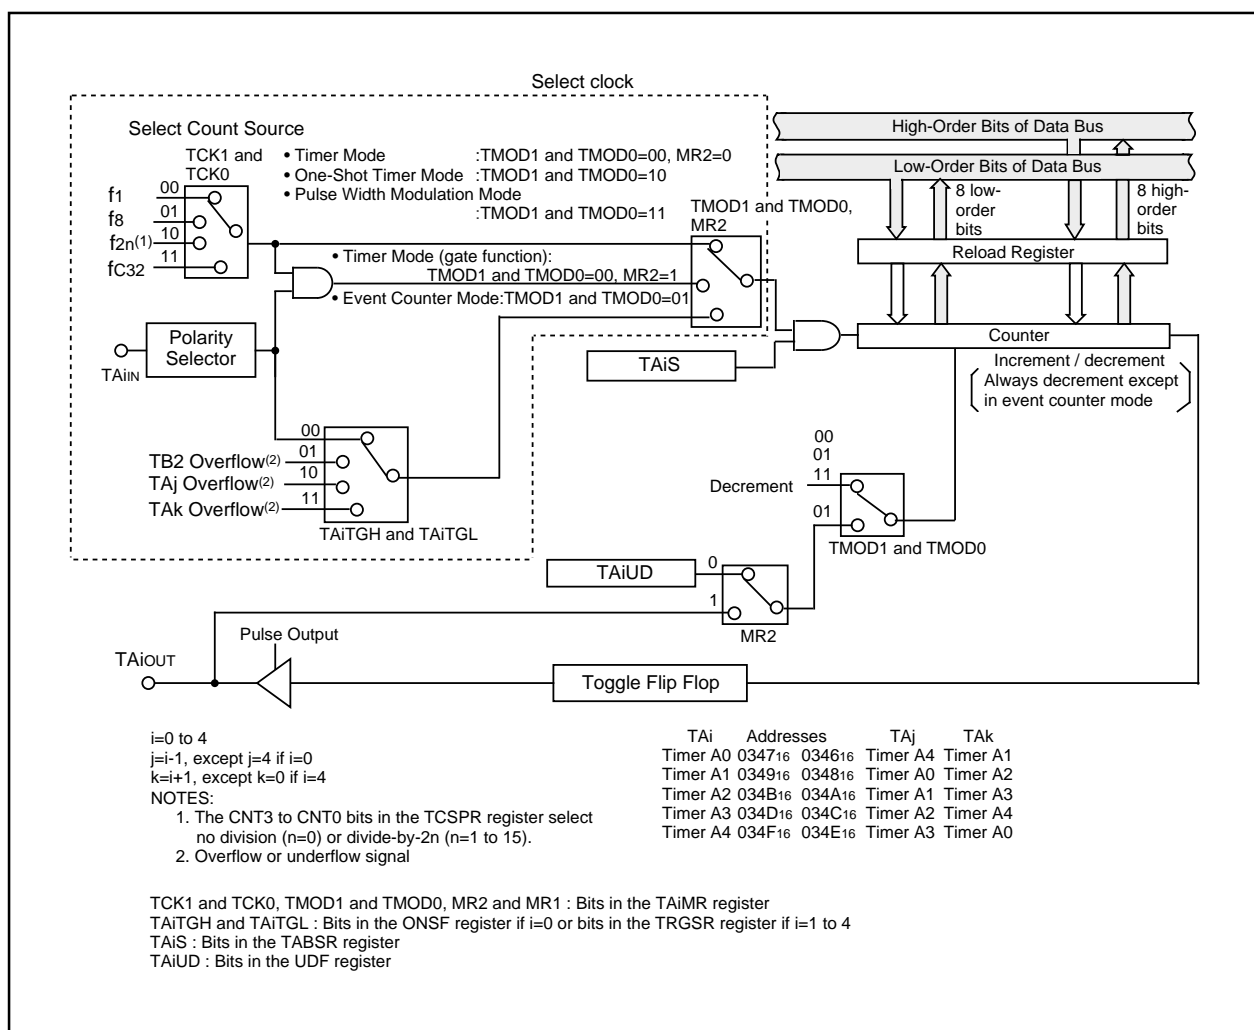 Select clock
Select Count Source
TCK1 and
TCK0
• Timer Mode :TMOD1 and TMOD0=00, MR2=0
• One-Shot Timer Mode :TMOD1 and TMOD0=10
• Pulse Width Modulation Mode
:TMOD1 and TMOD0=11
High-Order Bits of Data Bus
Low-Order Bits of Data Bus
8 low-
order
bits
8 high-
order
bits
f1 00
f8 01
f2n(1) 10
fC32 11
TMOD1 and TMOD0,
MR2
Reload Register
• Timer Mode (gate function):
TMOD1 and TMOD0=00, MR2=1
• Event Counter Mode:TMOD1 and TMOD0=01
Polarity
Selector
TAiIN
TAiS
Counter
Increment / decrement
Always decrement except
in event counter mode
00
TB2 Overflow(2) 01
TAj Overflow(2) 10
TAk Overflow(2) 11
TAiTGH and TAiTGL
00
01
Decrement 11
01
TMOD1 and TMOD0
TAiUD 0
1
MR2
Pulse Output
TAiOUT
Toggle Flip Flop
i=0 to 4
j=i-1, except j=4 if i=0
k=i+1, except k=0 if i=4
NOTES:
1. The CNT3 to CNT0 bits in the TCSPR register select
no division (n=0) or divide-by-2n (n=1 to 15).
2. Overflow or underflow signal
TAi Addresses TAj TAk
Timer A0 034716 034616 Timer A4 Timer A1
Timer A1 034916 034816 Timer A0 Timer A2
Timer A2 034B16 034A16 Timer A1 Timer A3
Timer A3 034D16 034C16 Timer A2 Timer A4
Timer A4 034F16 034E16 Timer A3 Timer A0
TCK1 and TCK0, TMOD1 and TMOD0, MR2 and MR1 : Bits in the TAiMR register
TAiTGH and TAiTGL : Bits in the ONSF register if i=0 or bits in the TRGSR register if i=1 to 4
TAiS : Bits in the TABSR register
TAiUD : Bits in the UDF register